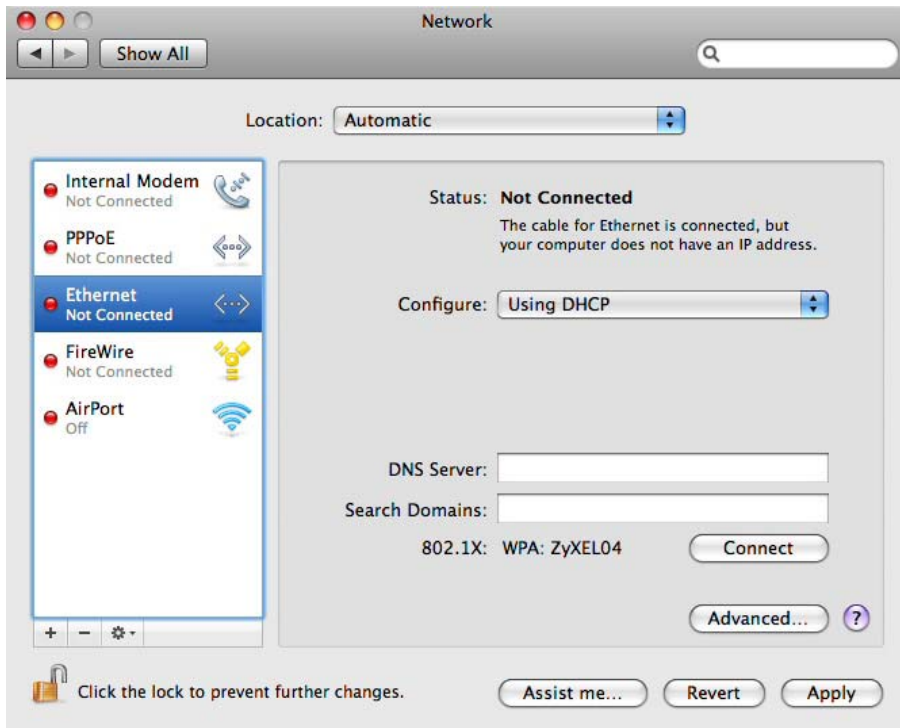 Network
Show All
Location: Automatic
Internal Modem
Not Connected
PPPoE
Not Connected
Ethernet
Not Connected
FireWire
Not Connected
AirPort
Off
Status: Not Connected
The cable for Ethernet is connected, but
your computer does not have an IP address.
Configure: Using DHCP
DNS Server:
Search Domains:
802.1X: WPA: ZyXEL04 Connect
Advanced... ?
Click the lock to prevent further changes.
Assist me... Revert Apply